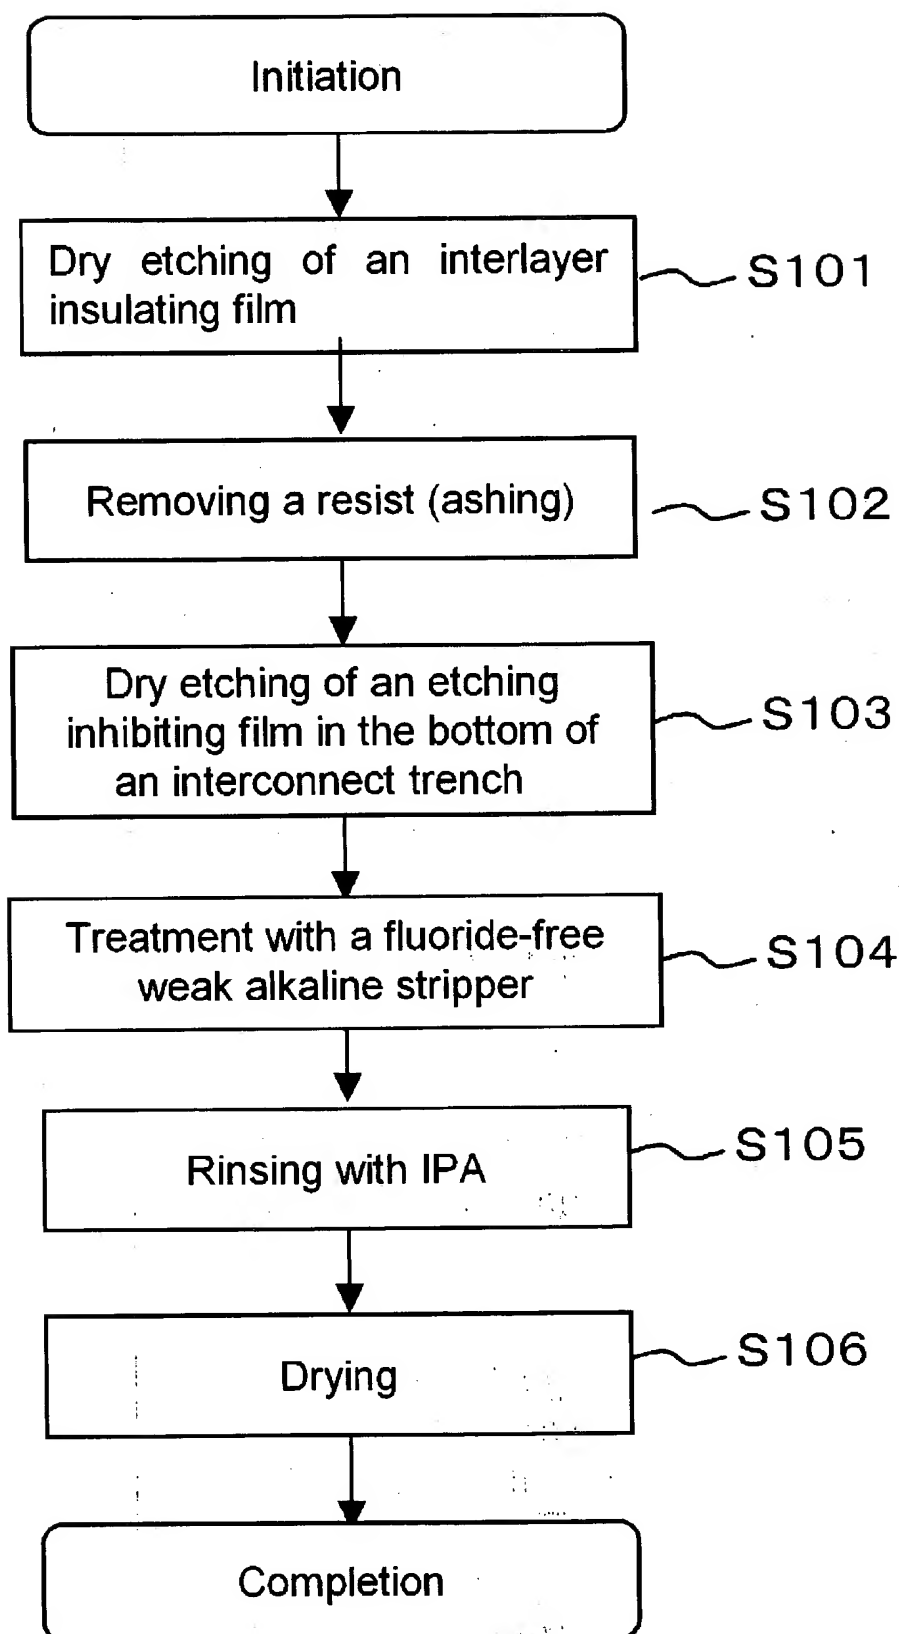 Initiation
Dry etching of an interlayer
insulating film
S101
Removing a resist (ashing)
S102
Dry etching of an etching
inhibiting film in the bottom of
an interconnect trench
S103
Treatment with a fluoride-free
weak alkaline stripper
S104
Rinsing with IPA
S105
Drying
S106
Completion